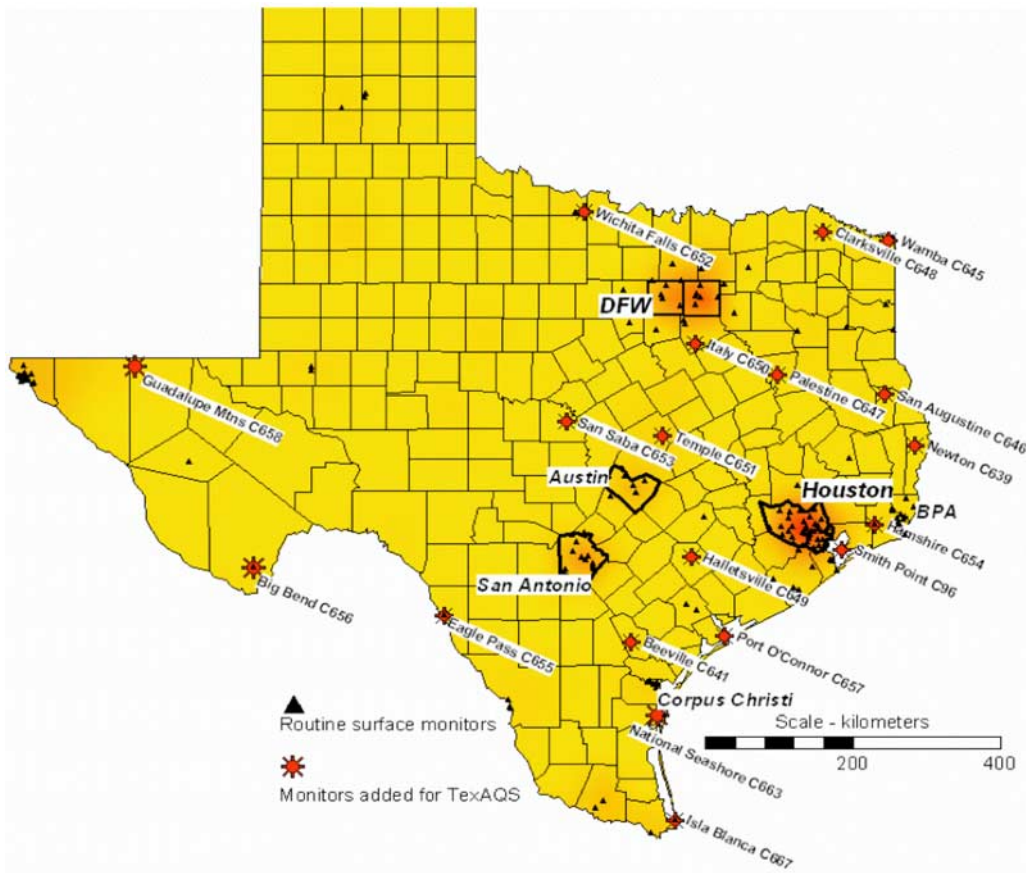 Wichita Falls C652
Clarksville C648
Wamba C645
DFW
Italy C650
Palestine C647
San Augustine C646
Guadalupe Mtns C658
San Saba C653
Temple C651
Newton C639
Austin
Houston
BPA
Hamshire C654
Smith Point C96
San Antonio
Halletsville C649
Big Bend C656
Eagle Pass C655
Beeville C641
Port O'Connor C657
Corpus Christi
Routine surface monitors
Scale - kilometers
National Seashore C663
200
400
Monitors added for TexAQS
Isla Blanca C667